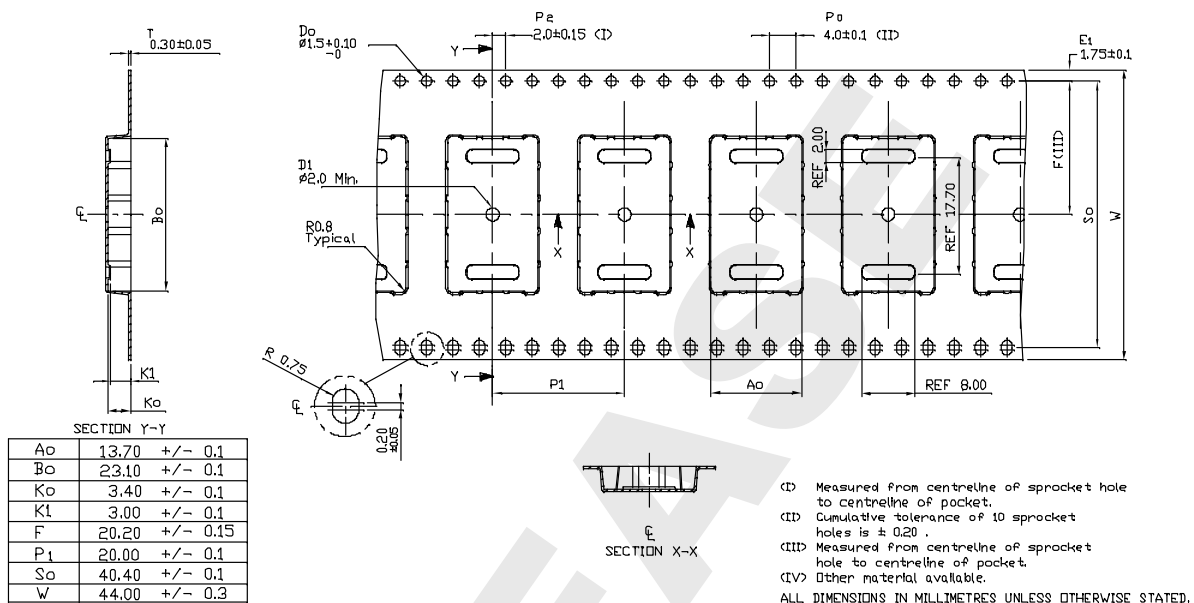 T
0.30±0.05
Do
ø1.5+0.10
-0
P2
2.0±0.15 (I)
Po
4.0±0.1 (II)
E1
1.75±0.1
Y
D1
ø2.0 Min.
R0.8
Typical
X
X
REF 2.00
REF 17.70
F(III)
So
W
Bo
℄
K1
Ko
R 0.75
℄
0.20
±0.05
Y
P1
Ao
REF 8.00
SECTION Y-Y
Ao 13.70 +/- 0.1
Bo 23.10 +/- 0.1
Ko 3.40 +/- 0.1
K1 3.00 +/- 0.1
F 20.20 +/- 0.15
P1 20.00 +/- 0.1
So 40.40 +/- 0.1
W 44.00 +/- 0.3
℄
SECTION X-X
(I) Measured from centreline of sprocket hole
to centreline of pocket.
(II) Cumulative tolerance of 10 sprocket
holes is ± 0.20 .
(III) Measured from centreline of sprocket
hole to centreline of pocket.
(IV) Other material available.
ALL DIMENSIONS IN MILLIMETRES UNLESS OTHERWISE STATED.
EASE